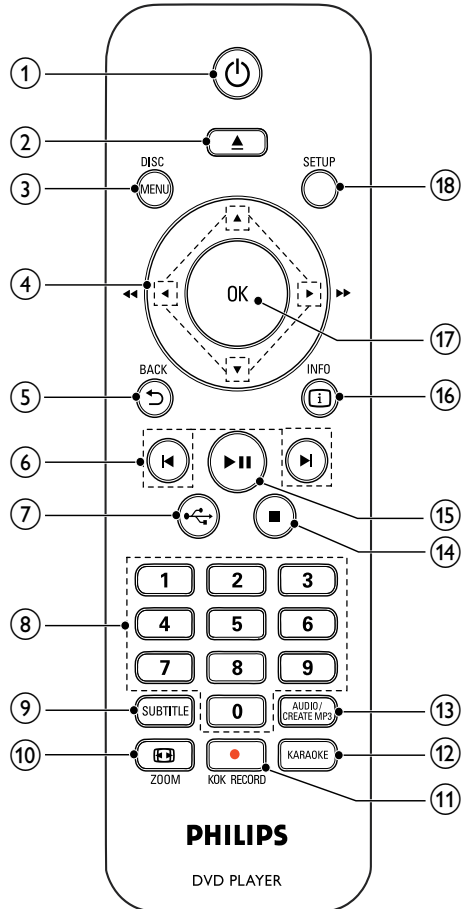 ①
②
DISC
SETUP
③
MENU
⑱
④
OK
⑰
BACK
INFO
⑤
⑯
⑥
⑦
⑮
⑭
1 2 3
⑧
4 5 6
7 8 9
⑨
SUBTITLE
0
AUDIO/
CREATE MP3
⑬
⑩
KARAOKE
⑫
ZOOM
KOK RECORD
⑪
PHILIPS
DVD PLAYER